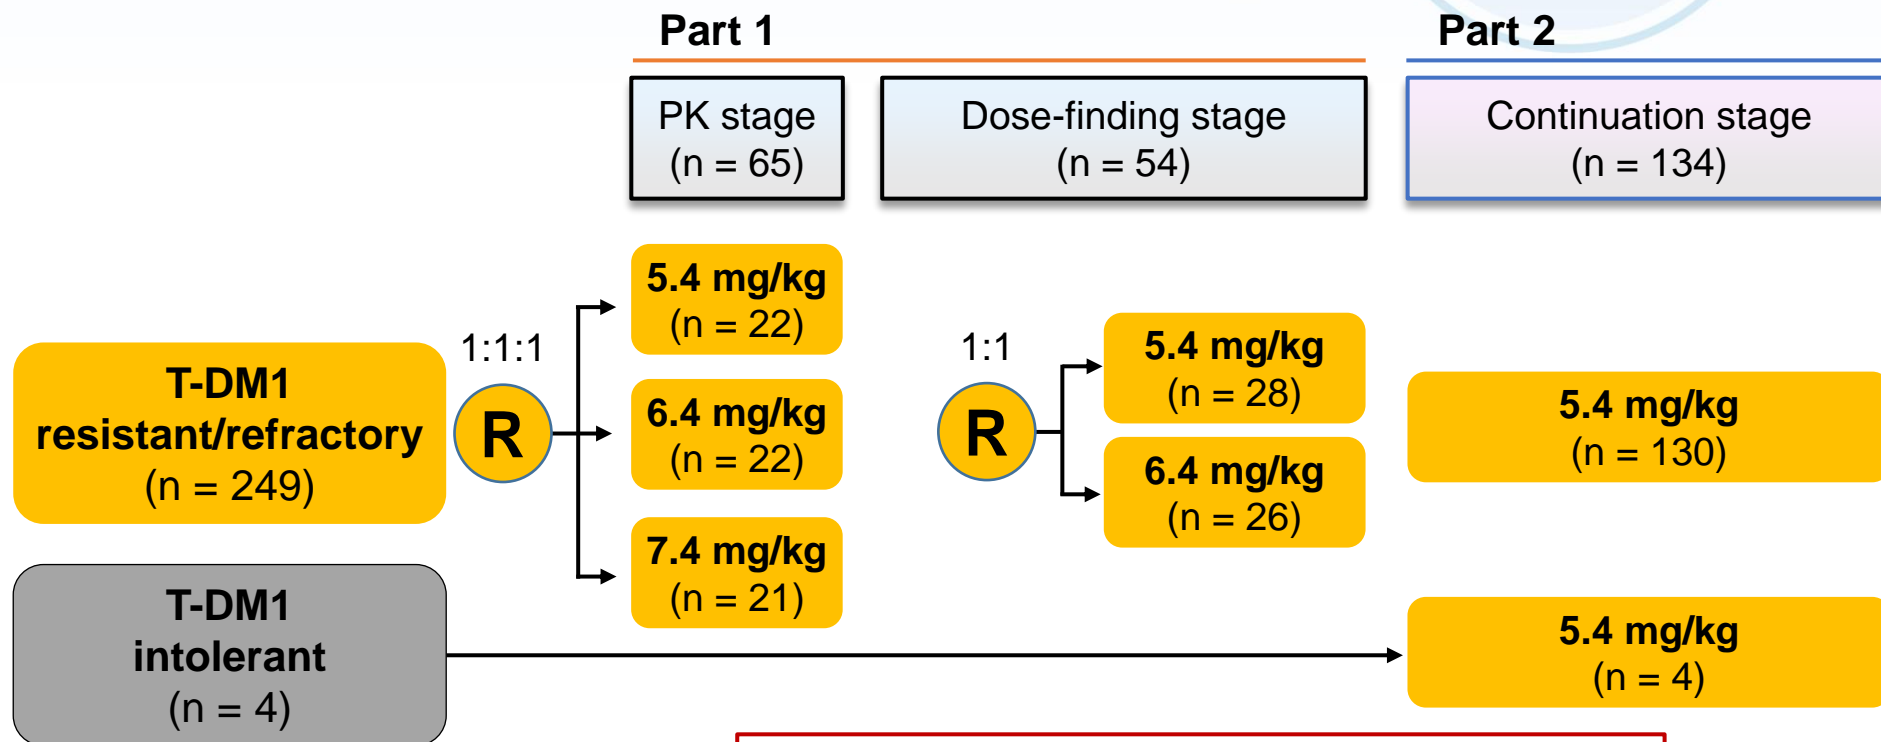 Part 1
Part 2
PK stage
(n = 65)
Dose-finding stage
(n = 54)
Continuation stage
(n = 134)
T-DM1
resistant/refractory
(n = 249)
1:1:1
R
5.4 mg/kg
(n = 22)
6.4 mg/kg
(n = 22)
7.4 mg/kg
(n = 21)
1:1
R
5.4 mg/kg
(n = 28)
6.4 mg/kg
(n = 26)
5.4 mg/kg
(n = 130)
T-DM1
intolerant
(n = 4)
5.4 mg/kg
(n = 4)